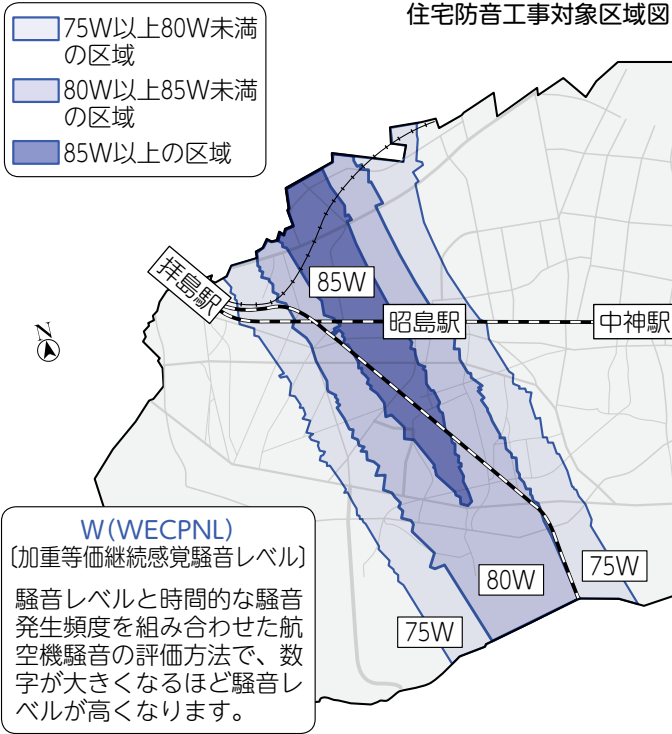 住宅防音工事対象区域図
75W以上80W未満
の区域
80W以上85W未満
の区域
85W以上の区域
拝島駅
85W
昭島駅
中神駅
N
W(WECPNL)
〔加重等価継続感覚騒音レベル〕
騒音レベルと時間的な騒音
発生頻度を組み合わせた航
空機騒音の評価方法で、数
字が大きくなるほど騒音レ
ベルが高くなります。
80W
75W
75W